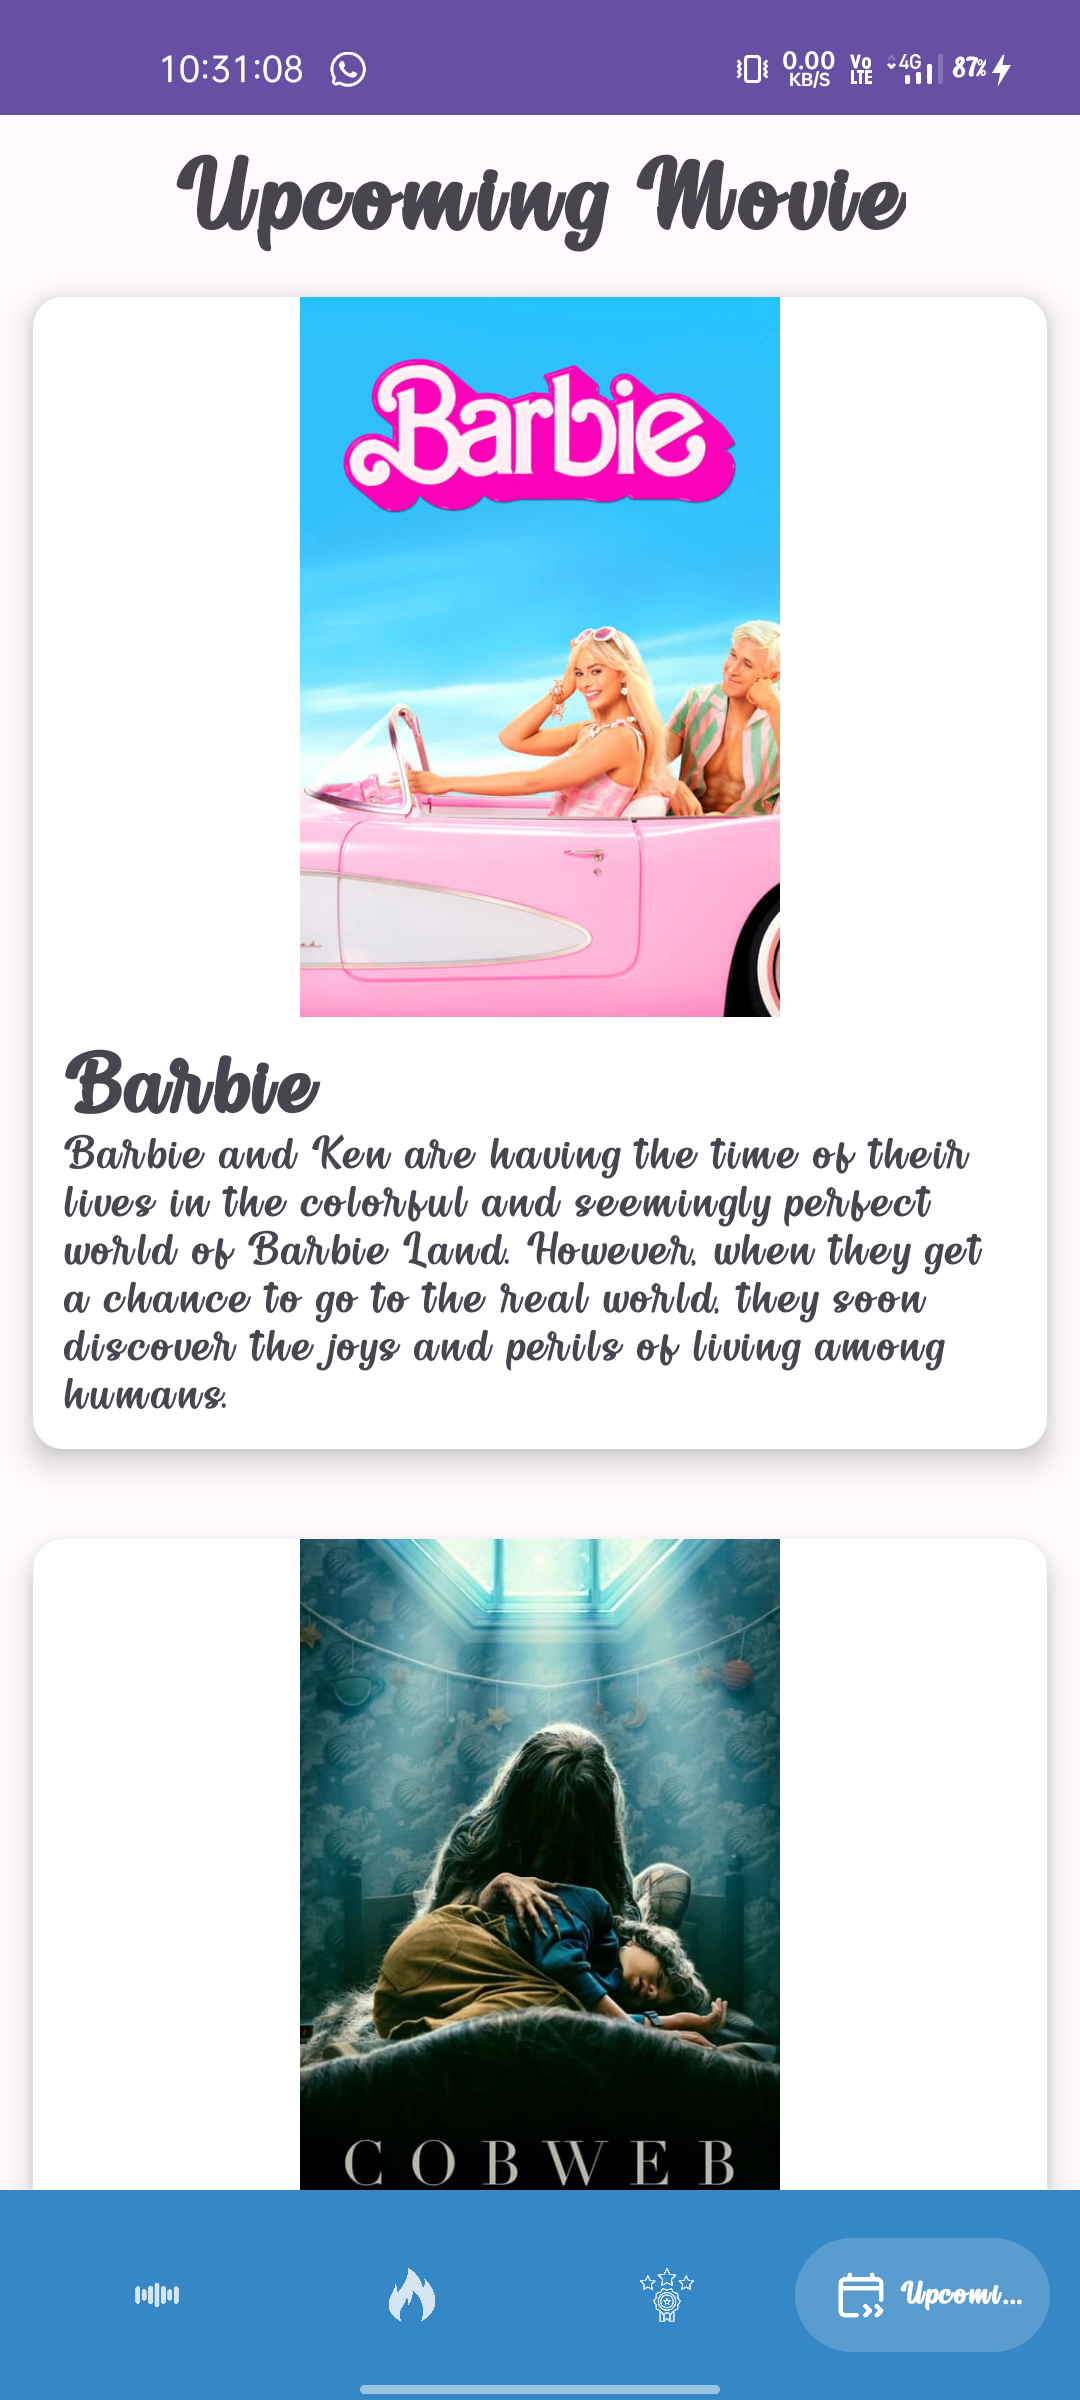 10:31:08
0.00 KB/S
Vo LTE
4G
87%
Upcoming Movie
Barbie
Barbie
Barbie and Ken are having the time of their
lives in the colorful and seemingly perfect
world of Barbie Land. However, when they get
a chance to go to the real world, they soon
discover the joys and perils of living among
humans.
COBWEB
Upcomi...